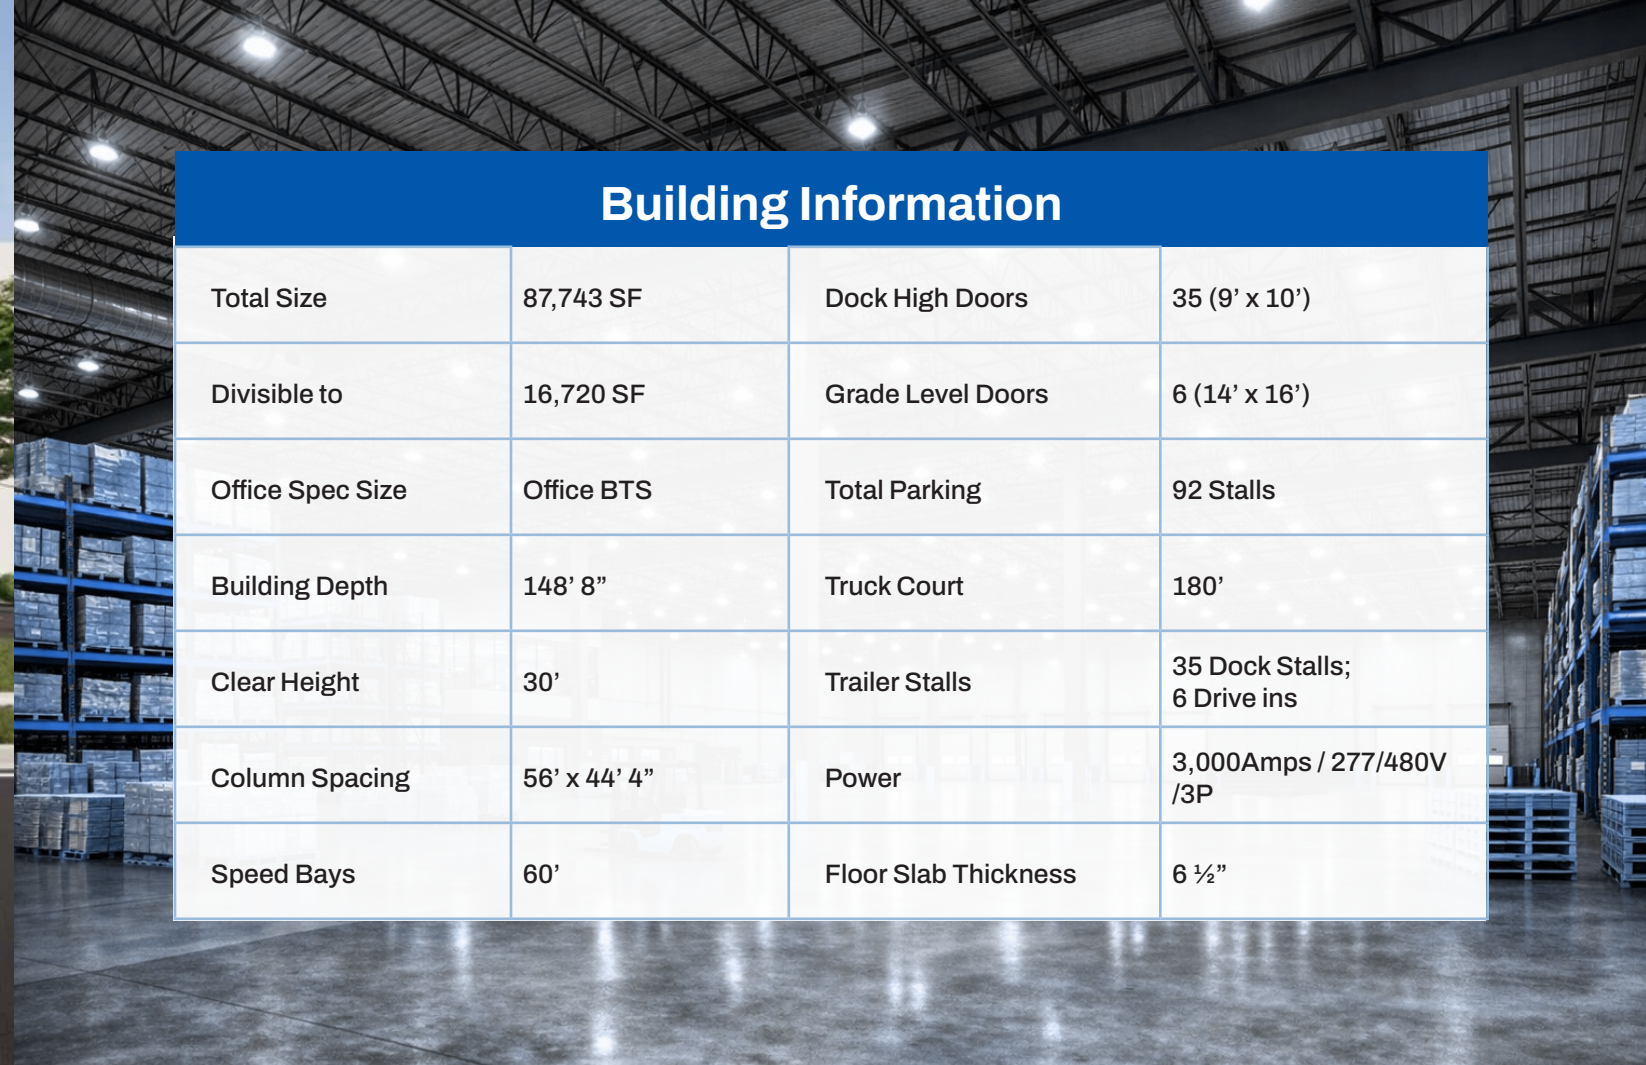 Building Information
Total Size
87,743 SF
Dock High Doors
35 (9’ x 10’)
Divisible to
16,720 SF
Grade Level Doors
6 (14’ x 16’)
Office Spec Size
Office BTS
Total Parking
92 Stalls
Building Depth
148’ 8”
Truck Court
180’
Clear Height
30’
Trailer Stalls
35 Dock Stalls;
6 Drive ins
Column Spacing
56’ x 44’ 4”
Power
3,000Amps / 277/480V
/3P
Speed Bays
60’
Floor Slab Thickness
6 ½”